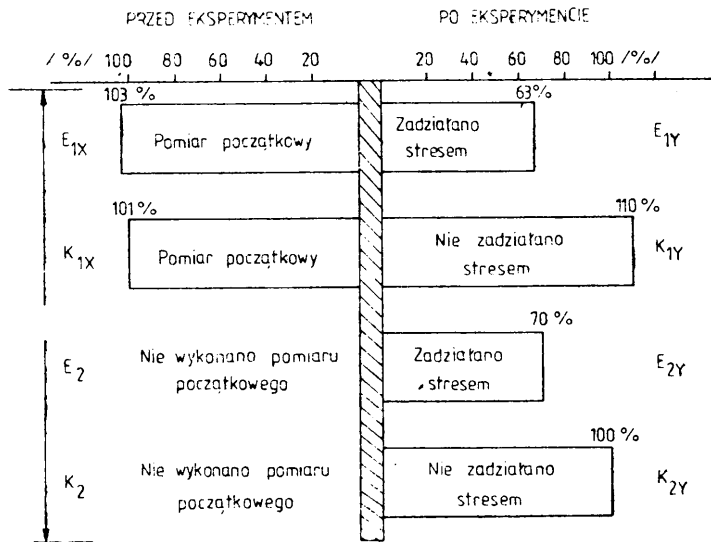 PRZED EKSPERYMENTEM PO EKSPERYMENCIE
/%/ 100 80 60 40 20 20 40 60 80 100 /%/
103 % 63%
E1X Pomiar początkowy Zadziałano stresem E1Y
101 % 110 %
K1X Pomiar początkowy Nie zadziałano stresem K1Y
70 %
E2 Nie wykonano pomiaru początkowego Zadziałano stresem E2Y
100 %
K2 Nie wykonano pomiaru początkowego Nie zadziałano stresem K2Y